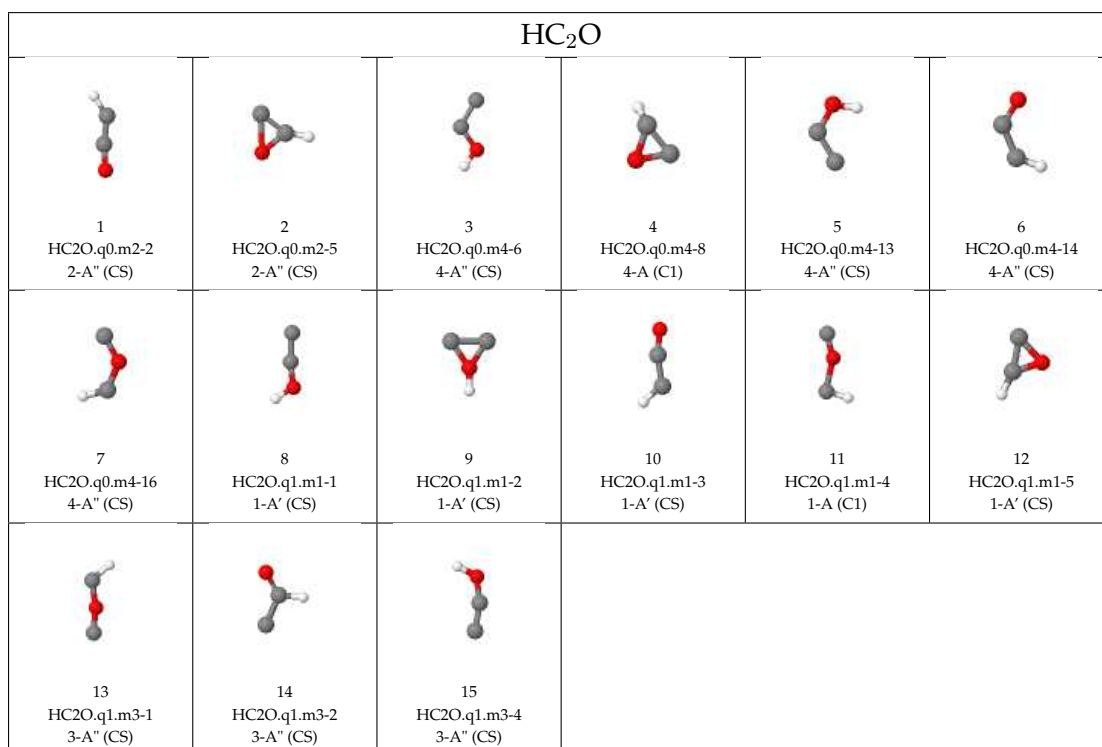 HC₂O
1
HC2O.q0.m2-2
2-A" (CS)
2
HC2O.q0.m2-5
2-A" (CS)
3
HC2O.q0.m4-6
4-A" (CS)
4
HC2O.q0.m4-8
4-A (C1)
5
HC2O.q0.m4-13
4-A" (CS)
6
HC2O.q0.m4-14
4-A" (CS)
7
HC2O.q0.m4-16
4-A" (CS)
8
HC2O.q1.m1-1
1-A' (CS)
9
HC2O.q1.m1-2
1-A' (CS)
10
HC2O.q1.m1-3
1-A' (CS)
11
HC2O.q1.m1-4
1-A (C1)
12
HC2O.q1.m1-5
1-A' (CS)
13
HC2O.q1.m3-1
3-A" (CS)
14
HC2O.q1.m3-2
3-A" (CS)
15
HC2O.q1.m3-4
3-A" (CS)